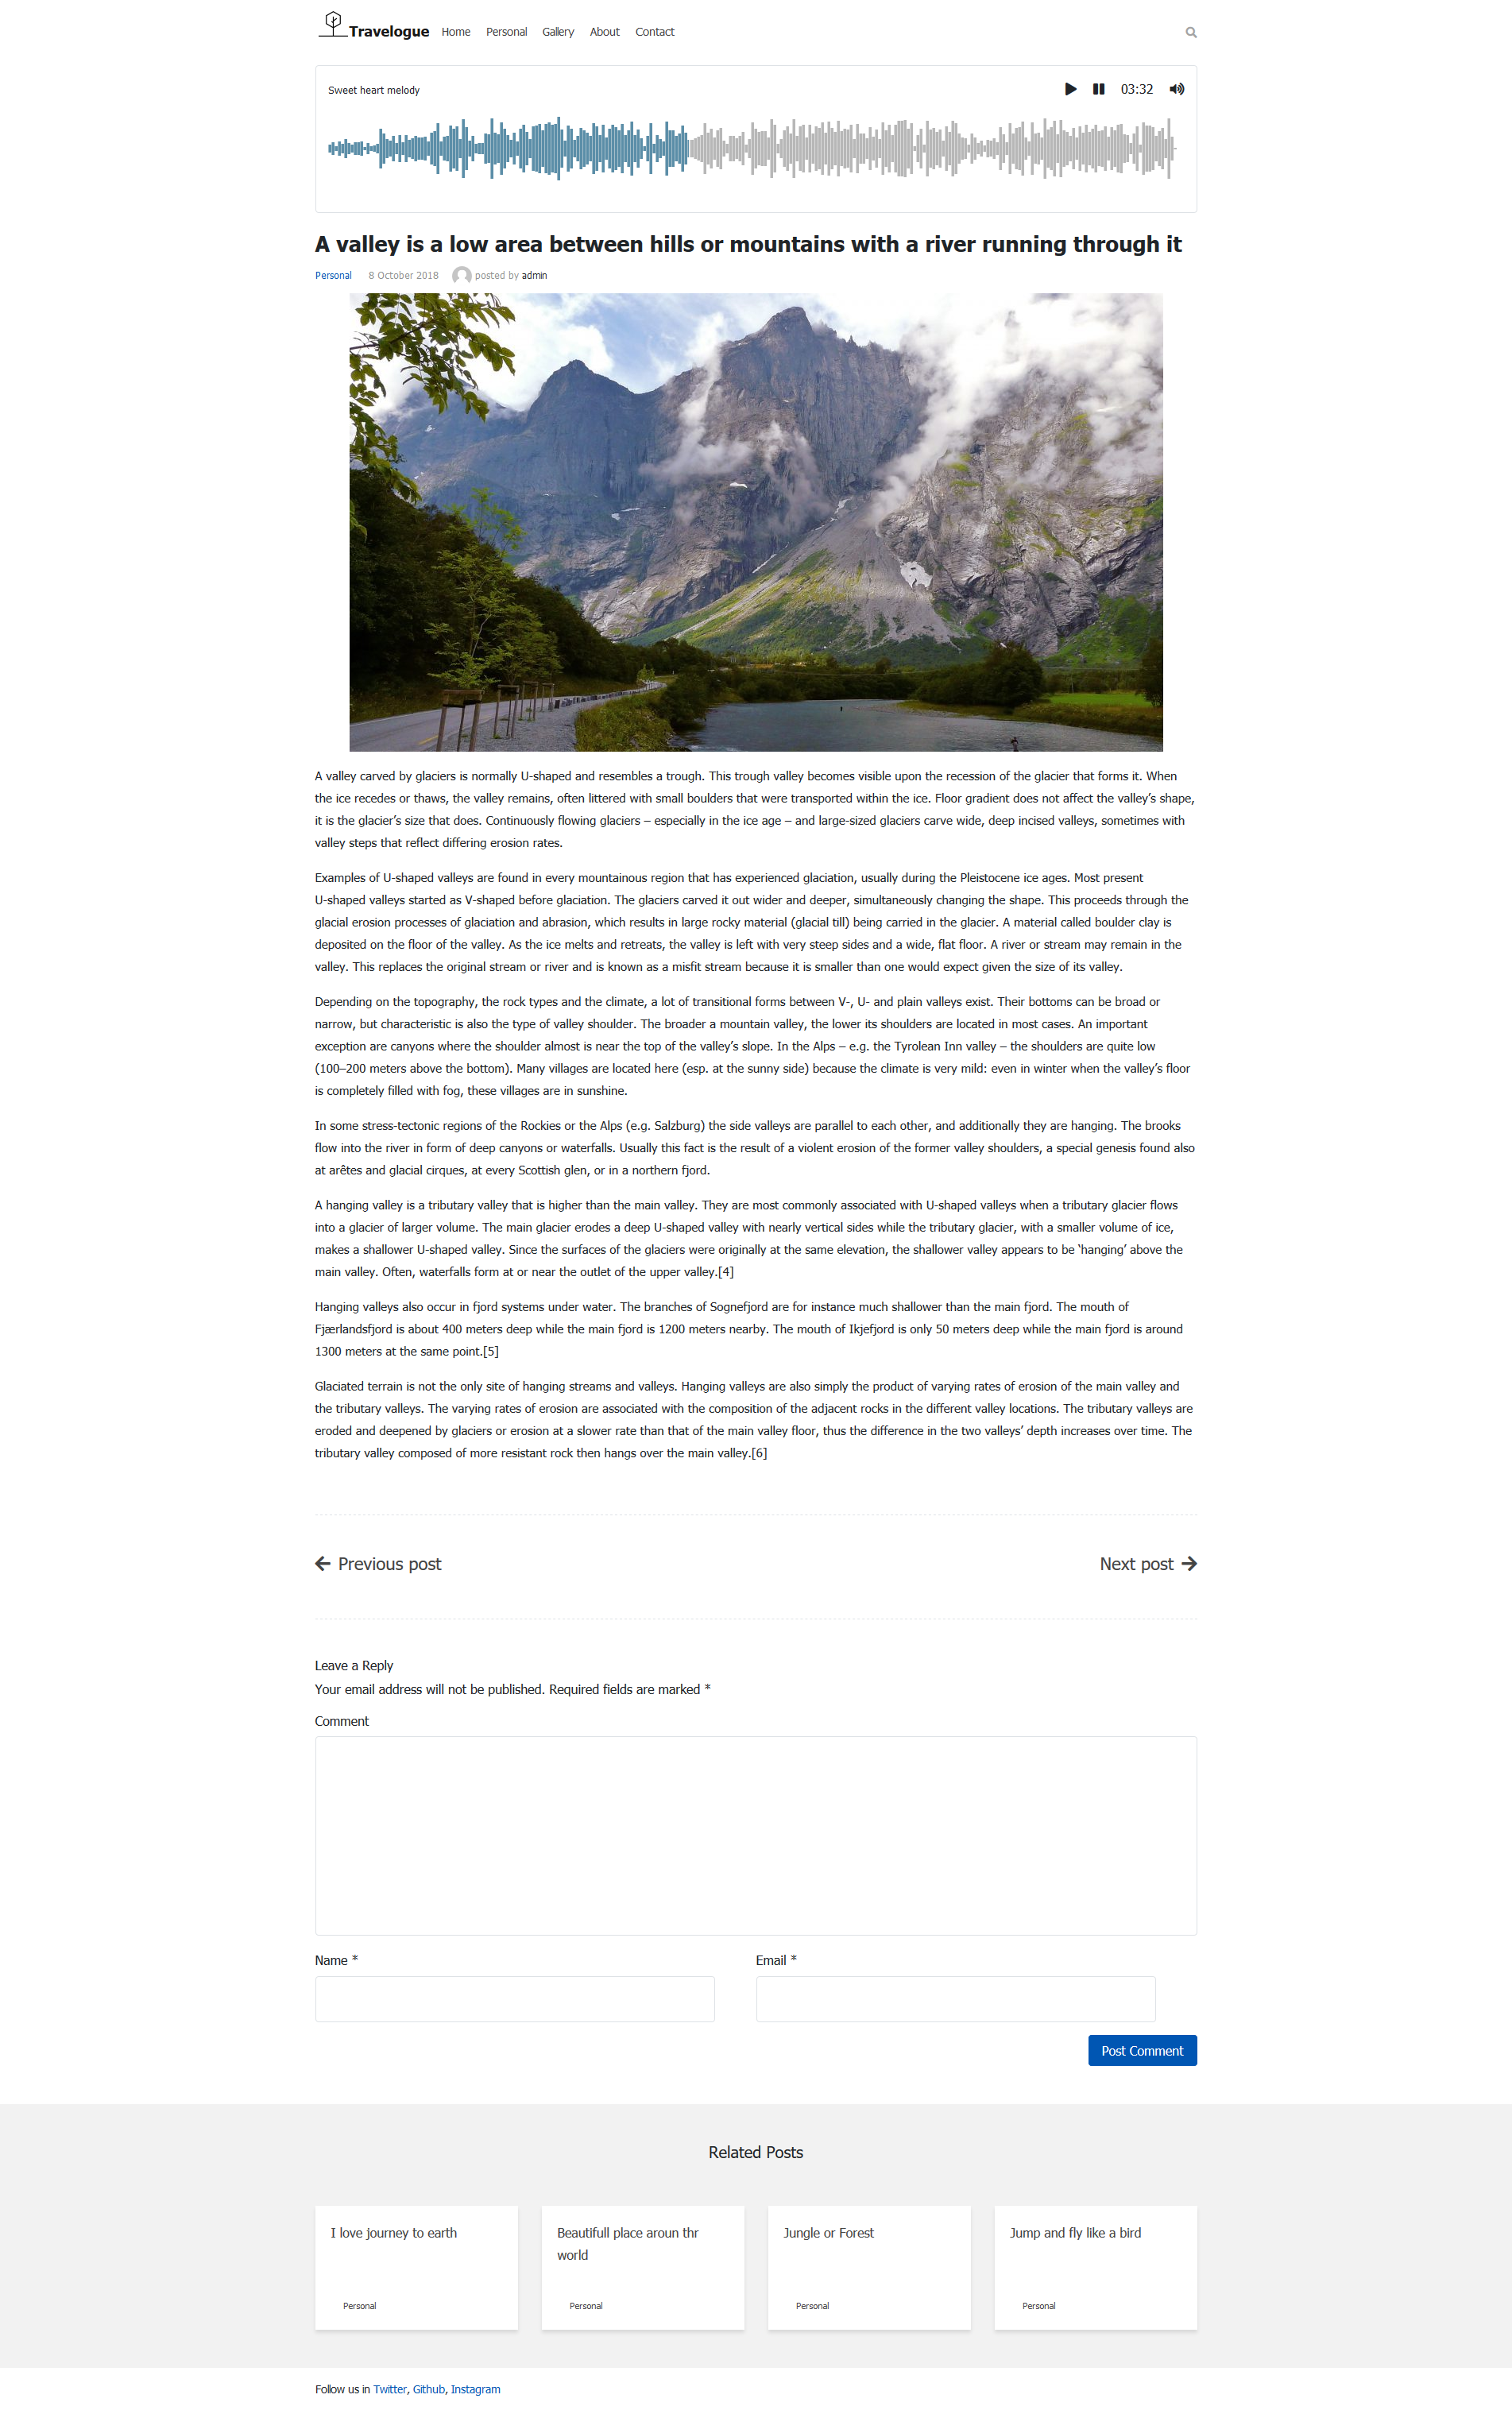 Travelogue Home Personal Gallery About Contact
Sweet heart melody 03:32
A valley is a low area between hills or mountains with a river running through it
Personal 8 October 2018 posted by admin
A valley carved by glaciers is normally U-shaped and resembles a trough. This trough valley becomes visible upon the recession of the glacier that forms it. When
the ice recedes or thaws, the valley remains, often littered with small boulders that were transported within the ice. Floor gradient does not affect the valley’s shape,
it is the glacier’s size that does. Continuously flowing glaciers – especially in the ice age – and large-sized glaciers carve wide, deep incised valleys, sometimes with
valley steps that reflect differing erosion rates.
Examples of U-shaped valleys are found in every mountainous region that has experienced glaciation, usually during the Pleistocene ice ages. Most present
U-shaped valleys started as V-shaped before glaciation. The glaciers carved it out wider and deeper, simultaneously changing the shape. This proceeds through the
glacial erosion processes of glaciation and abrasion, which results in large rocky material (glacial till) being carried in the glacier. A material called boulder clay is
deposited on the floor of the valley. As the ice melts and retreats, the valley is left with very steep sides and a wide, flat floor. A river or stream may remain in the
valley. This replaces the original stream or river and is known as a misfit stream because it is smaller than one would expect given the size of its valley.
Depending on the topography, the rock types and the climate, a lot of transitional forms between V-, U- and plain valleys exist. Their bottoms can be broad or
narrow, but characteristic is also the type of valley shoulder. The broader a mountain valley, the lower its shoulders are located in most cases. An important
exception are canyons where the shoulder almost is near the top of the valley’s slope. In the Alps – e.g. the Tyrolean Inn valley – the shoulders are quite low
(100–200 meters above the bottom). Many villages are located here (esp. at the sunny side) because the climate is very mild: even in winter when the valley’s floor
is completely filled with fog, these villages are in sunshine.
In some stress-tectonic regions of the Rockies or the Alps (e.g. Salzburg) the side valleys are parallel to each other, and additionally they are hanging. The brooks
flow into the river in form of deep canyons or waterfalls. Usually this fact is the result of a violent erosion of the former valley shoulders, a special genesis found also
at arêtes and glacial cirques, at every Scottish glen, or in a northern fjord.
A hanging valley is a tributary valley that is higher than the main valley. They are most commonly associated with U-shaped valleys when a tributary glacier flows
into a glacier of larger volume. The main glacier erodes a deep U-shaped valley with nearly vertical sides while the tributary glacier, with a smaller volume of ice,
makes a shallower U-shaped valley. Since the surfaces of the glaciers were originally at the same elevation, the shallower valley appears to be ‘hanging’ above the
main valley. Often, waterfalls form at or near the outlet of the upper valley.[4]
Hanging valleys also occur in fjord systems under water. The branches of Sognefjord are for instance much shallower than the main fjord. The mouth of
Fjærlandsfjord is about 400 meters deep while the main fjord is 1200 meters nearby. The mouth of Ikjefjord is only 50 meters deep while the main fjord is around
1300 meters at the same point.[5]
Glaciated terrain is not the only site of hanging streams and valleys. Hanging valleys are also simply the product of varying rates of erosion of the main valley and
the tributary valleys. The varying rates of erosion are associated with the composition of the adjacent rocks in the different valley locations. The tributary valleys are
eroded and deepened by glaciers or erosion at a slower rate than that of the main valley floor, thus the difference in the two valleys’ depth increases over time. The
tributary valley composed of more resistant rock then hangs over the main valley.[6]
Previous post Next post
Leave a Reply
Your email address will not be published. Required fields are marked *
Comment
Name * Email *
Post Comment
Related Posts
I love journey to earth
Personal
Beautifull place aroun thr
world
Personal
Jungle or Forest
Personal
Jump and fly like a bird
Personal
Follow us in Twitter, Github, Instagram